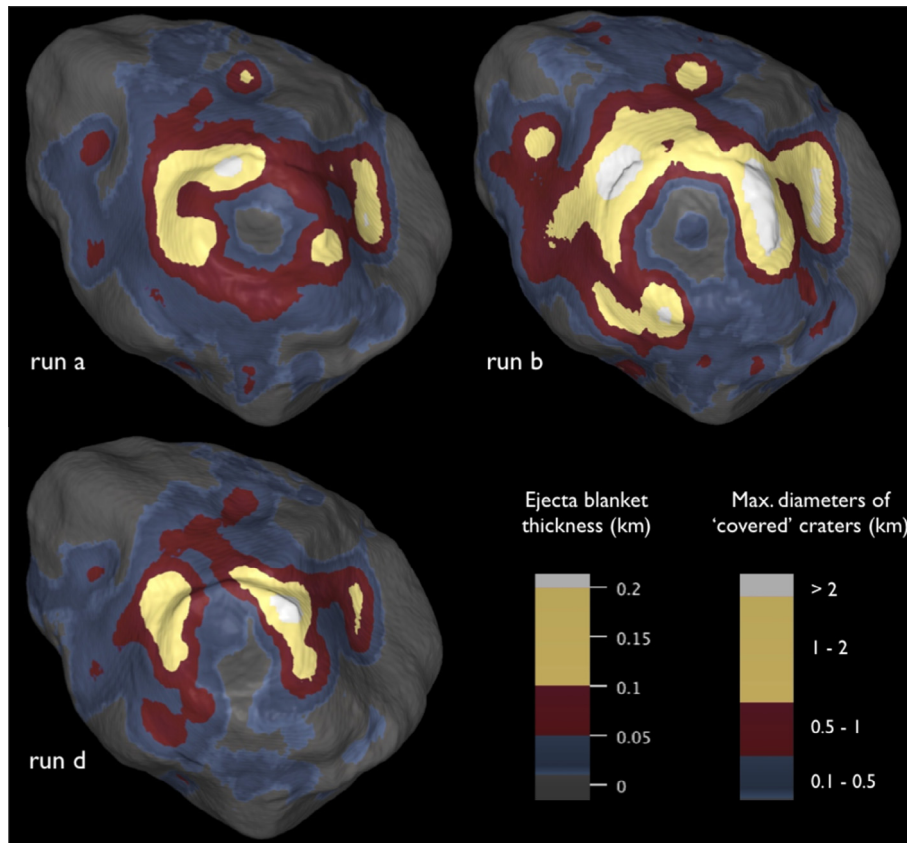 run a
run b
run d
Ejecta blanket
thickness (km)
0.2
0.15
0.1
0.05
0
Max. diameters of
‘covered’ craters (km)
> 2
1 - 2
0.5 - 1
0.1 - 0.5